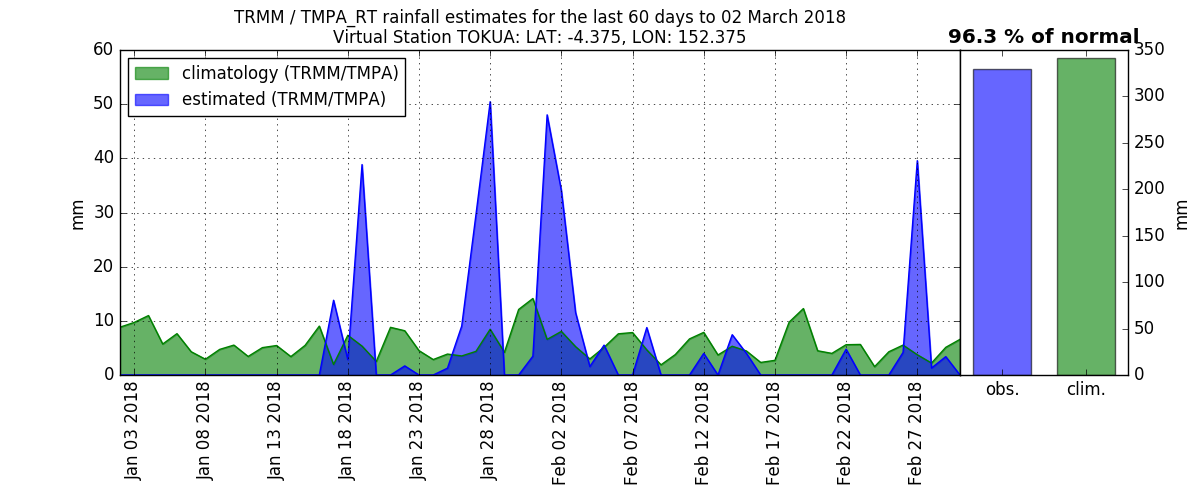 TRMM / TMPA_RT rainfall estimates for the last 60 days to 02 March 2018
Virtual Station TOKUA: LAT: -4.375, LON: 152.375
96.3 % of normal
climatology (TRMM/TMPA)
estimated (TRMM/TMPA)
60
50
40
30
20
10
0
mm
350
300
250
200
150
100
50
0
mm
obs.
clim.
Jan 03 2018
Jan 08 2018
Jan 13 2018
Jan 18 2018
Jan 23 2018
Jan 28 2018
Feb 02 2018
Feb 07 2018
Feb 12 2018
Feb 17 2018
Feb 22 2018
Feb 27 2018